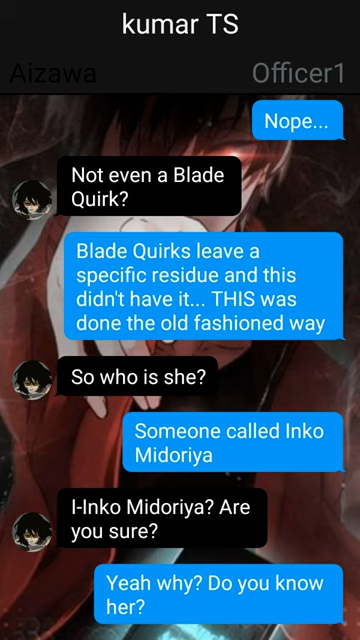 kumar TS
Aizawa Officer1
Nope...
Not even a Blade
Quirk?
Blade Quirks leave a
specific residue and this
didn't have it... THIS was
done the old fashioned way
So who is she?
Someone called Inko
Midoriya
I-Inko Midoriya? Are
you sure?
Yeah why? Do you know
her?